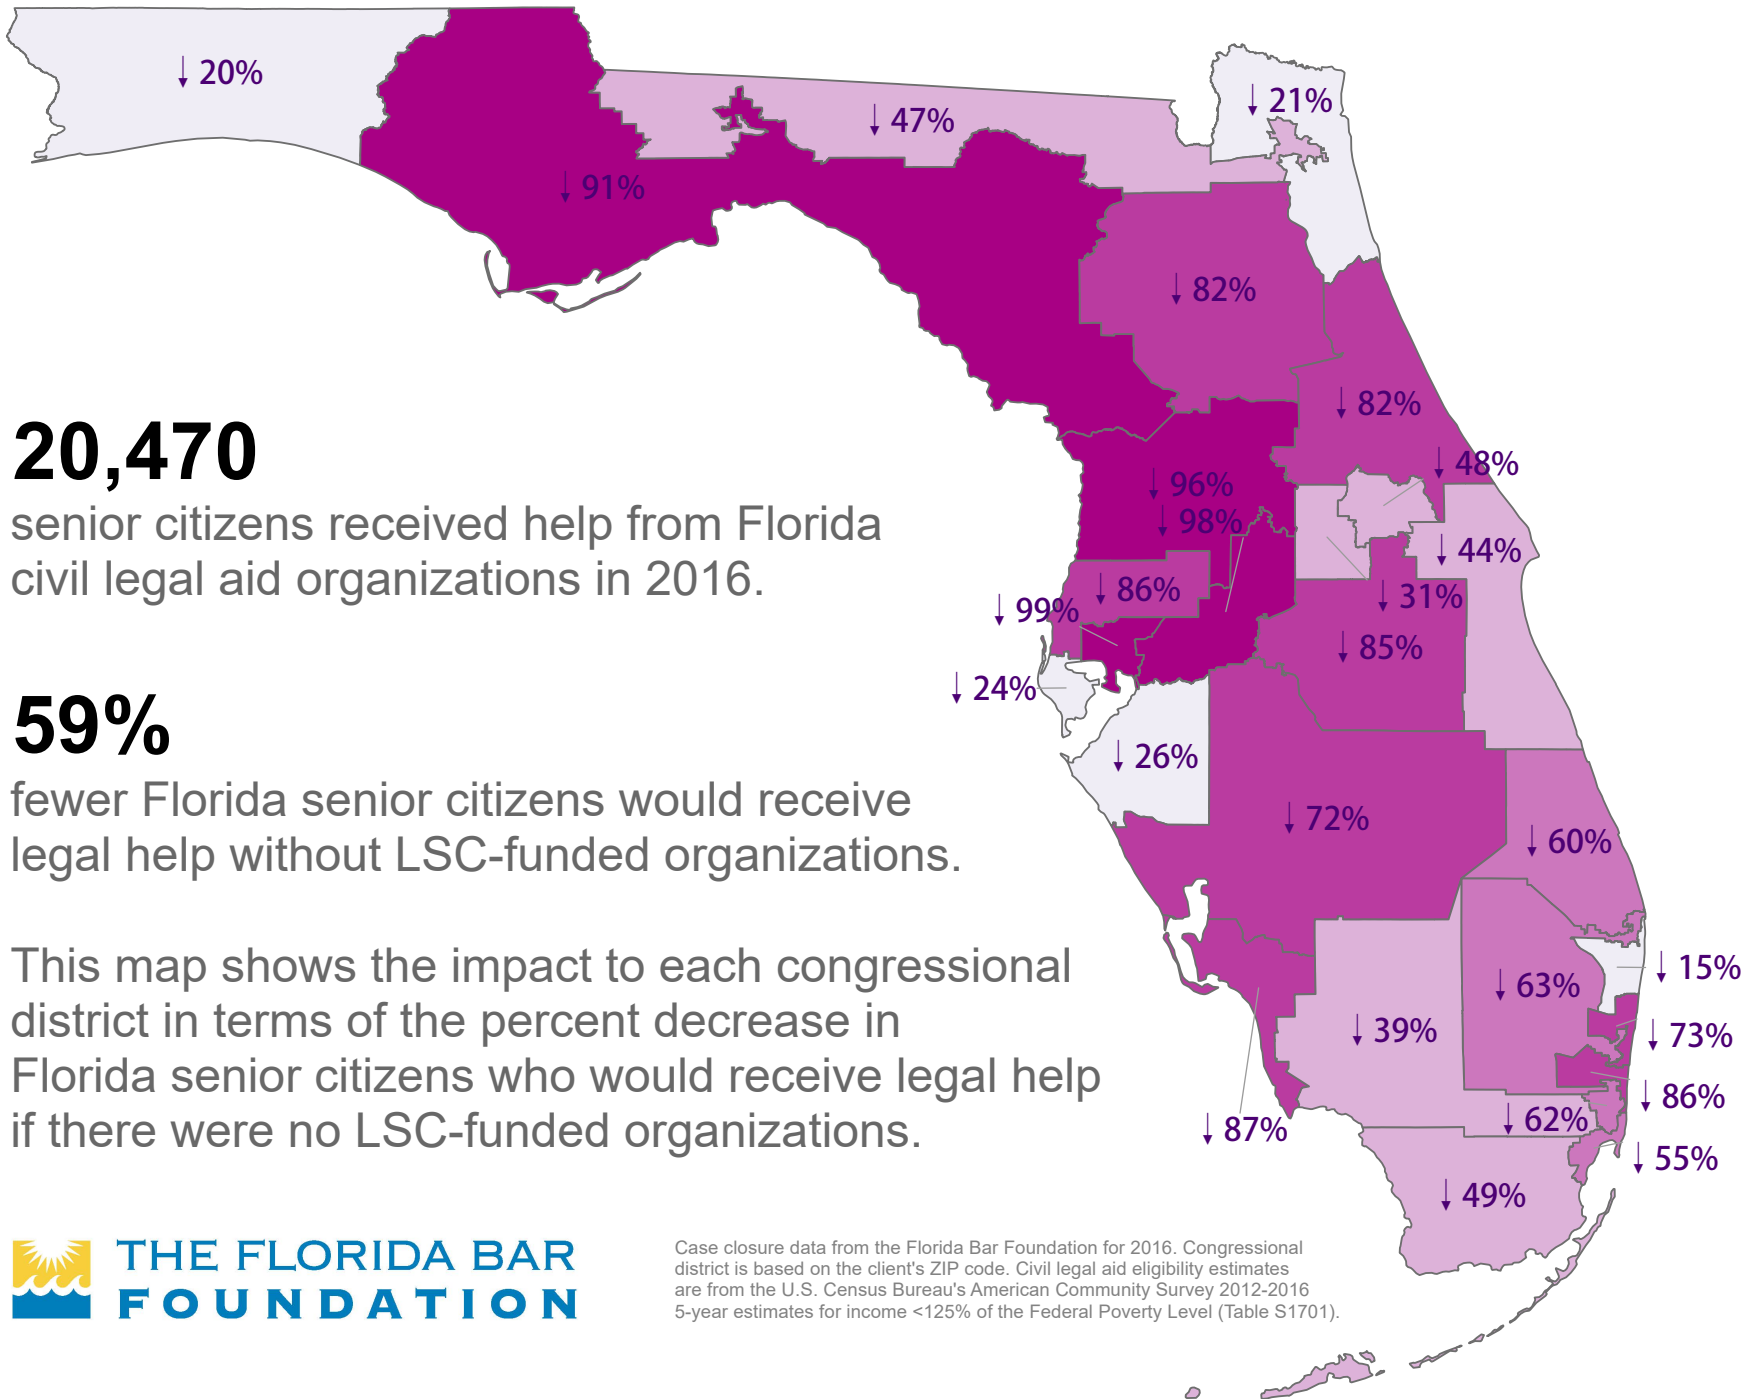 ↓ 20%
↓ 21%
↓ 47%
↓ 91%
↓ 82%
↓ 82%
20,470
senior citizens received help from Florida
civil legal aid organizations in 2016.
↓ 48%
↓ 96%
↓ 98%
↓ 44%
↓ 86%
↓ 31%
↓ 99%
↓ 85%
↓ 24%
59%
fewer Florida senior citizens would receive
legal help without LSC-funded organizations.
↓ 26%
↓ 72%
↓ 60%
This map shows the impact to each congressional
district in terms of the percent decrease in
Florida senior citizens who would receive legal help
if there were no LSC-funded organizations.
↓ 15%
↓ 63%
↓ 39%
↓ 73%
↓ 86%
↓ 62%
↓ 87%
↓ 55%
↓ 49%
THE FLORIDA BAR
FOUNDATION
Case closure data from the Florida Bar Foundation for 2016. Congressional
district is based on the client's ZIP code. Civil legal aid eligibility estimates
are from the U.S. Census Bureau's American Community Survey 2012-2016
5-year estimates for income <125% of the Federal Poverty Level (Table S1701).